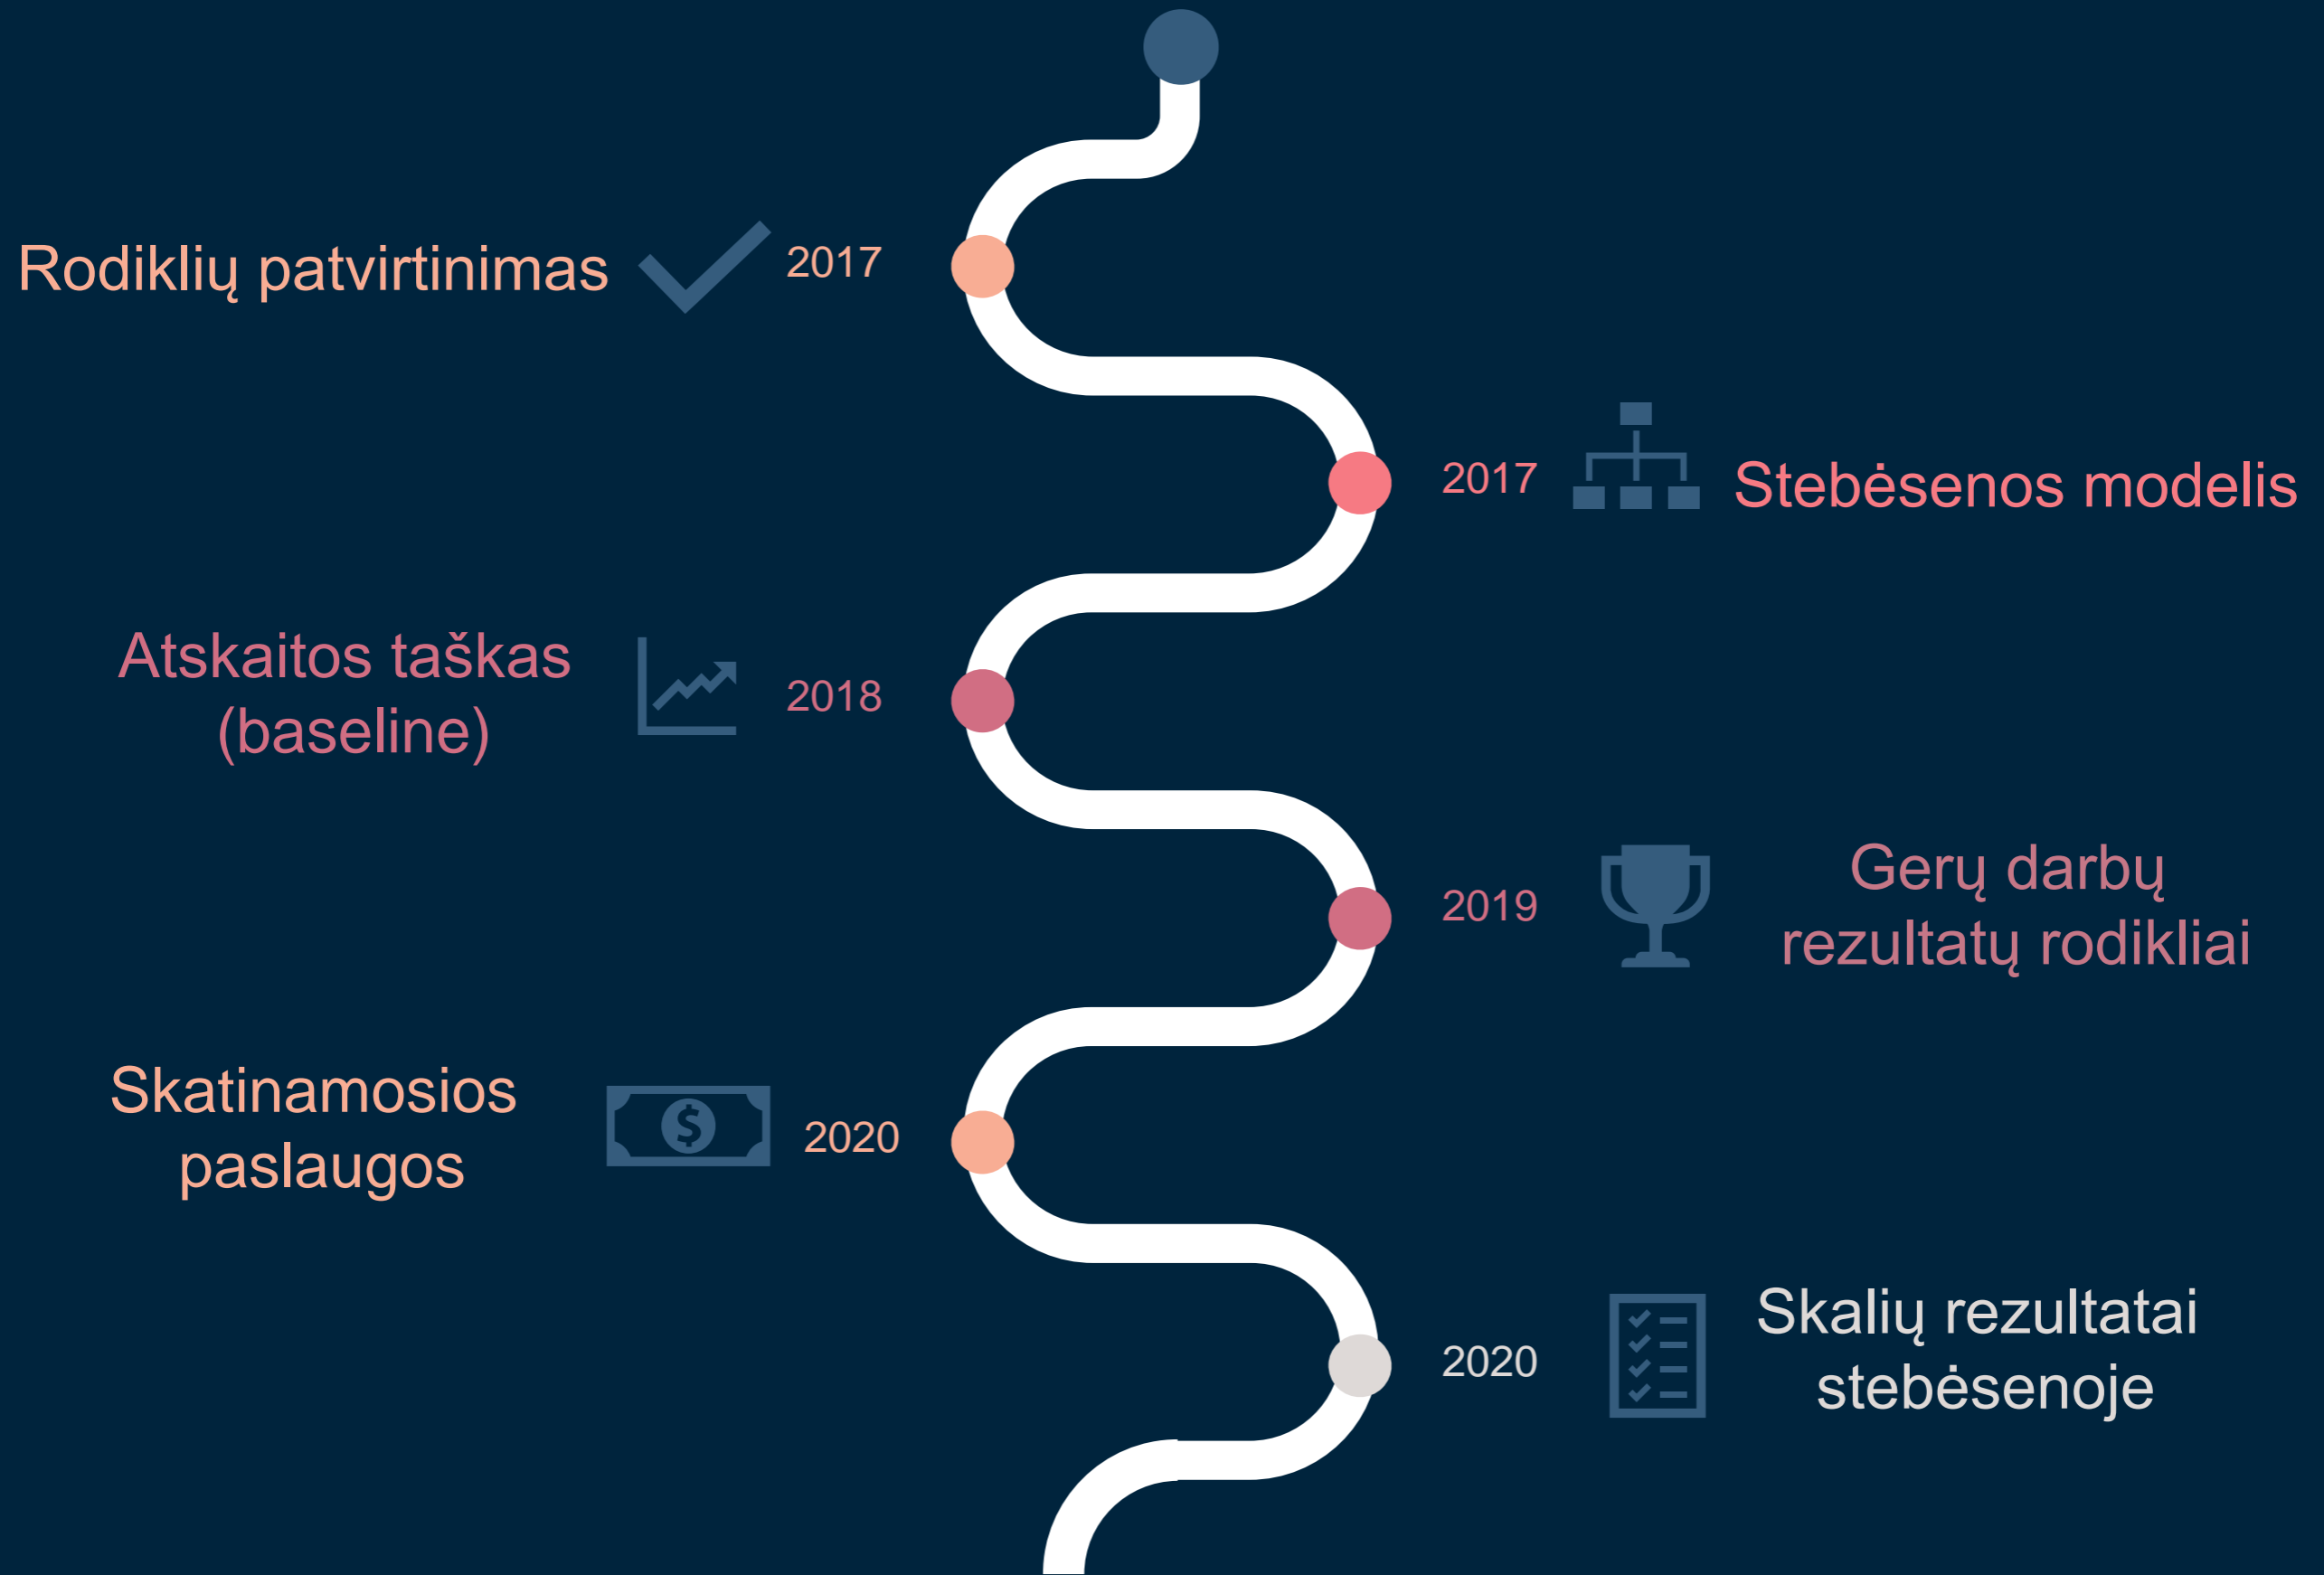 Rodiklių patvirtinimas
2017
2017
Stebėsenos modelis
Atskaitos taškas
(baseline)
2018
2019
Gerų darbų
rezultatų rodikliai
Skatinamosios
paslaugos
2020
2020
Skalių rezultatai
stebėsenoje